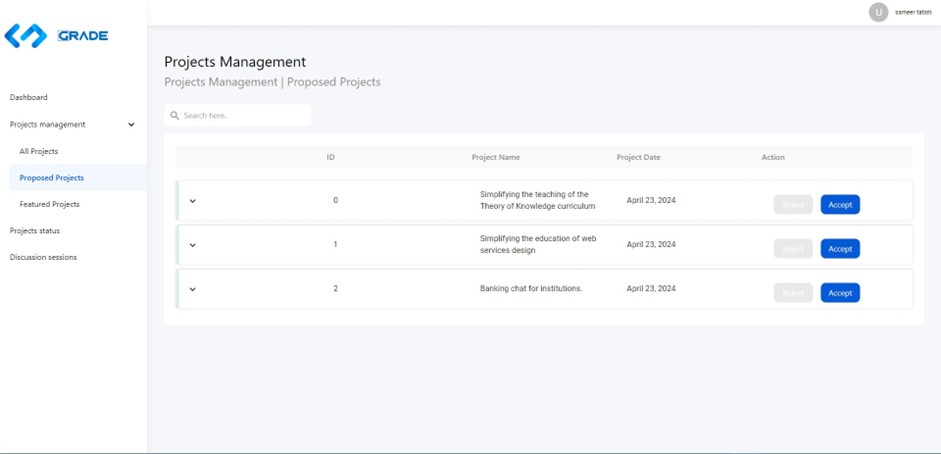 U sameer tatish
GRADE
Projects Management
Projects Management | Proposed Projects
Search here..
Dashboard
Projects management
All Projects
Proposed Projects
Featured Projects
Projects status
Discussion sessions
ID Project Name Project Date Action
0 Simplifying the teaching of the
Theory of Knowledge curriculum April 23, 2024 Reject Accept
1 Simplifying the education of web
services design April 23, 2024 Reject Accept
2 Banking chat for institutions. April 23, 2024 Reject Accept